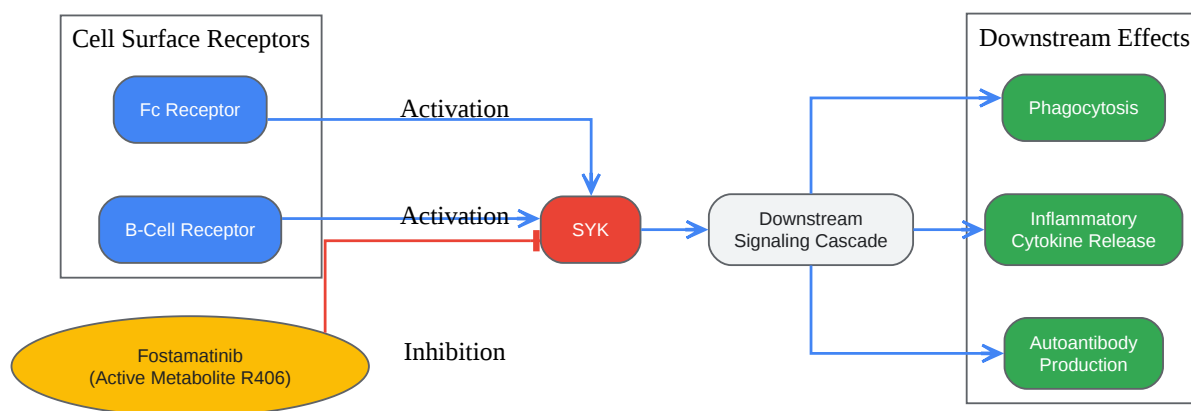 Cell Surface Receptors
Fc Receptor
B-Cell Receptor
Activation
Activation
Inhibition
Fostamatinib
(Active Metabolite R406)
SYK
Downstream
Signaling Cascade
Downstream Effects
Phagocytosis
Inflammatory
Cytokine Release
Autoantibody
Production